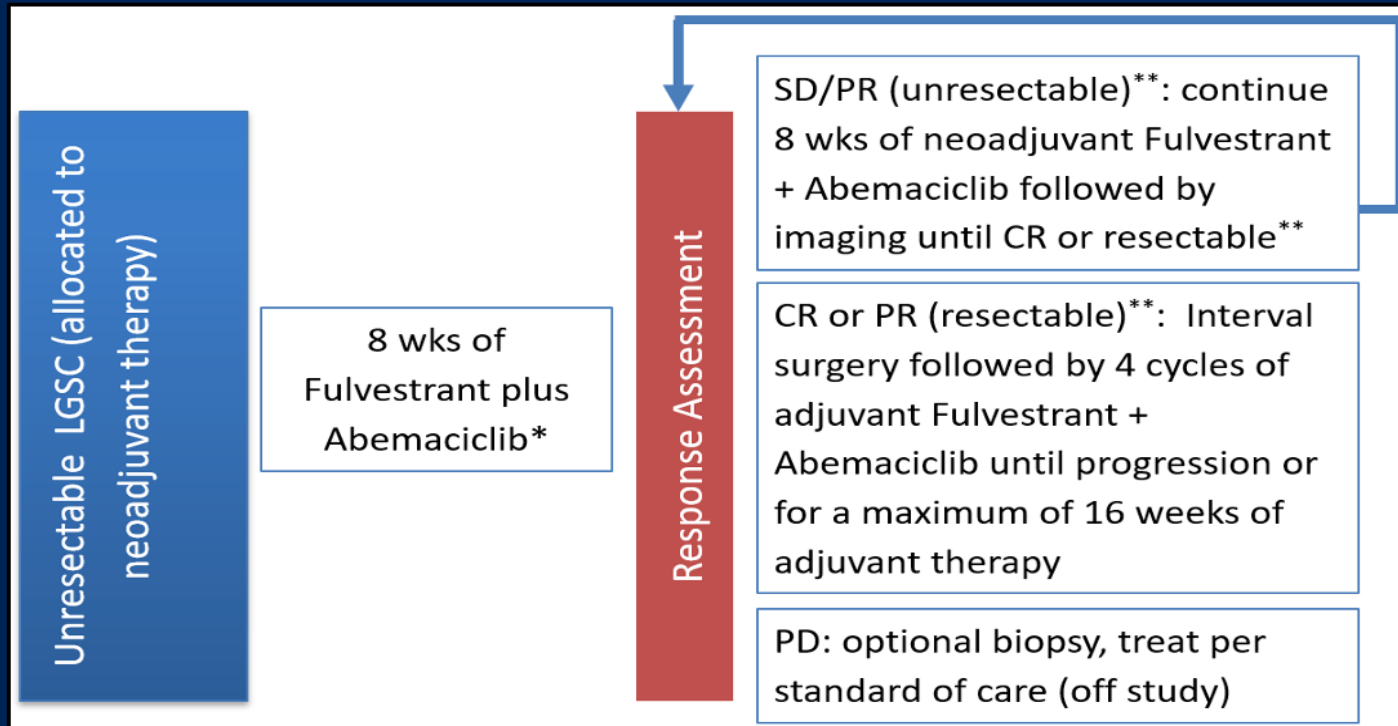 Unresectable LGSC (allocated to
neoadjuvant therapy)
8 wks of
Fulvestrant plus
Abemaciclib*
Response Assessment
SD/PR (unresectable)**: continue
8 wks of neoadjuvant Fulvestrant
+ Abemaciclib followed by
imaging until CR or resectable**
CR or PR (resectable)**: Interval
surgery followed by 4 cycles of
adjuvant Fulvestrant +
Abemaciclib until progression or
for a maximum of 16 weeks of
adjuvant therapy
PD: optional biopsy, treat per
standard of care (off study)